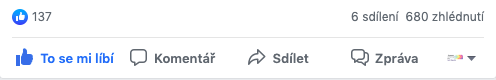 137 6 sdílení 680 zhlédnutí
To se mi líbí Komentář Sdílet Zpráva